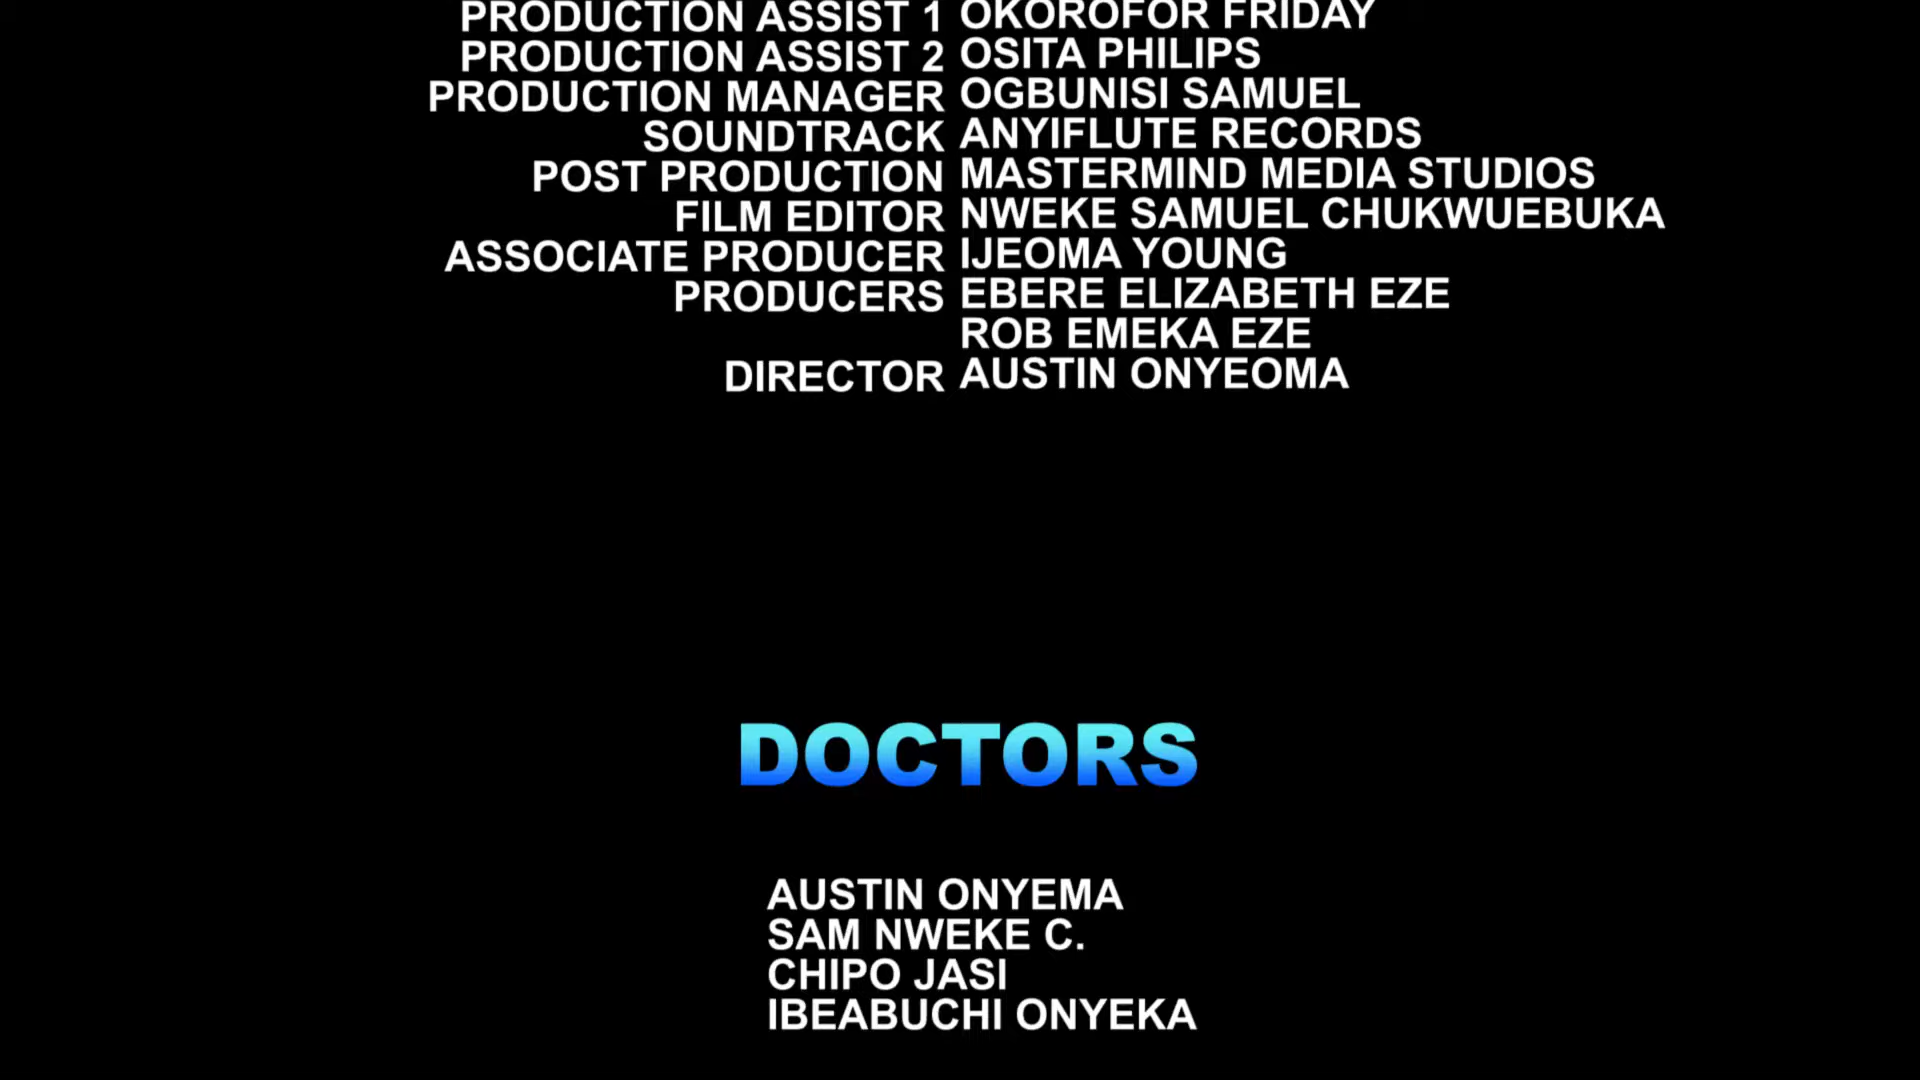 PRODUCTION ASSIST 1 OKOROFOR FRIDAY
PRODUCTION ASSIST 2 OSITA PHILIPS
PRODUCTION MANAGER OGBUNISI SAMUEL
SOUNDTRACK ANYIFLUTE RECORDS
POST PRODUCTION MASTERMIND MEDIA STUDIOS
FILM EDITOR NWEKE SAMUEL CHUKWUEBUKA
ASSOCIATE PRODUCER IJEOMA YOUNG
PRODUCERS EBERE ELIZABETH EZE
ROB EMEKA EZE
DIRECTOR AUSTIN ONYEOMA
DOCTORS
AUSTIN ONYEMA
SAM NWEKE C.
CHIPO JASI
IBEABUCHI ONYEKA